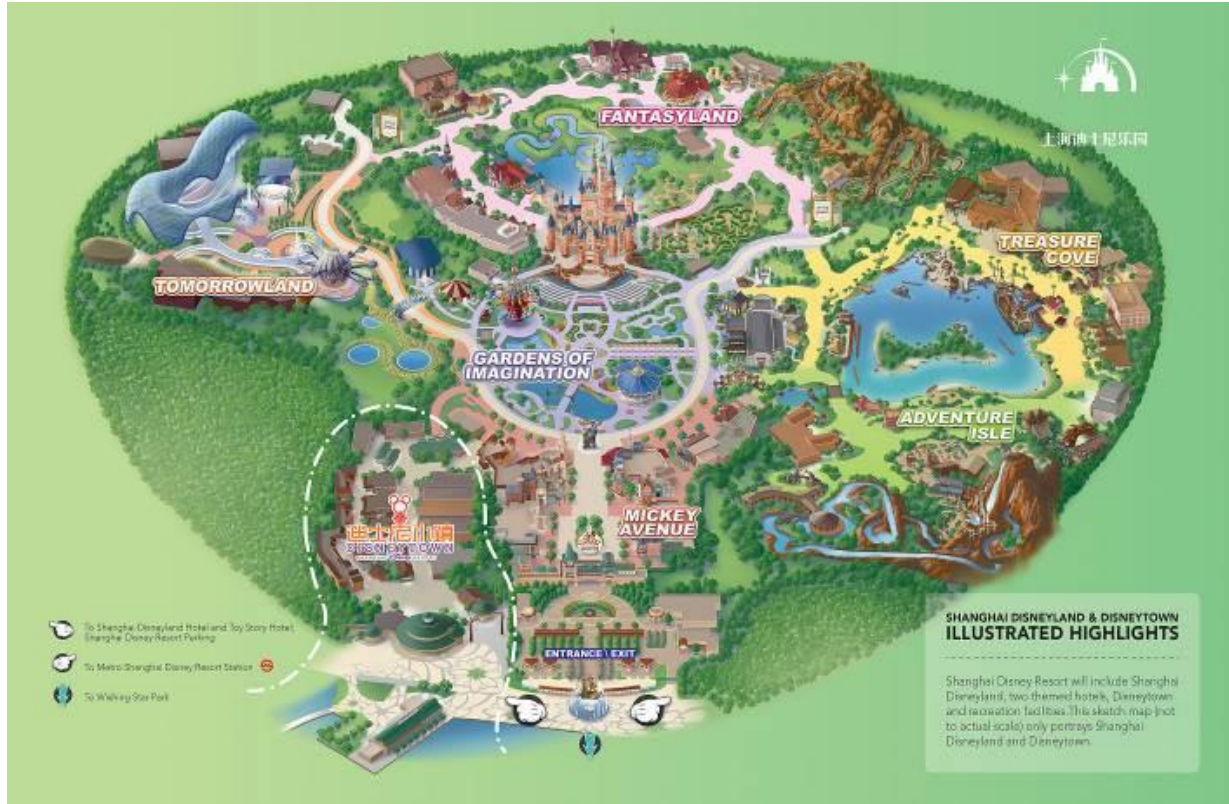 上海迪士尼乐园
FANTASYLAND
TREASURE
COVE
TOMORROWLAND
GARDENS OF
IMAGINATION
ADVENTURE
ISLE
MICKEY
AVENUE
迪士尼小镇
DISNEYTOWN
ENTRANCE \ EXIT
To Shanghai Disneyland Hotel and Toy Story Hotel,
Shanghai Disney Resort Parking
To Metro Shanghai Disney Resort Station
To Wishing Star Park
SHANGHAI DISNEYLAND & DISNEYTOWN
ILLUSTRATED HIGHLIGHTS
Shanghai Disney Resort will include Shanghai
Disneyland, two themed hotels, Disneytown
and recreation facilities. This sketch map (not
to actual scale) only portrays Shanghai
Disneyland and Disneytown.